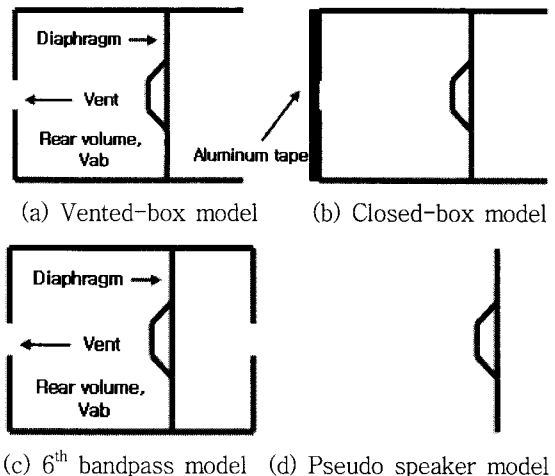 Diaphragm
Vent
Rear volume,
Vab
Aluminum tape
(a) Vented-box model (b) Closed-box model
Diaphragm
Vent
Rear volume,
Vab
(c) 6th bandpass model (d) Pseudo speaker model